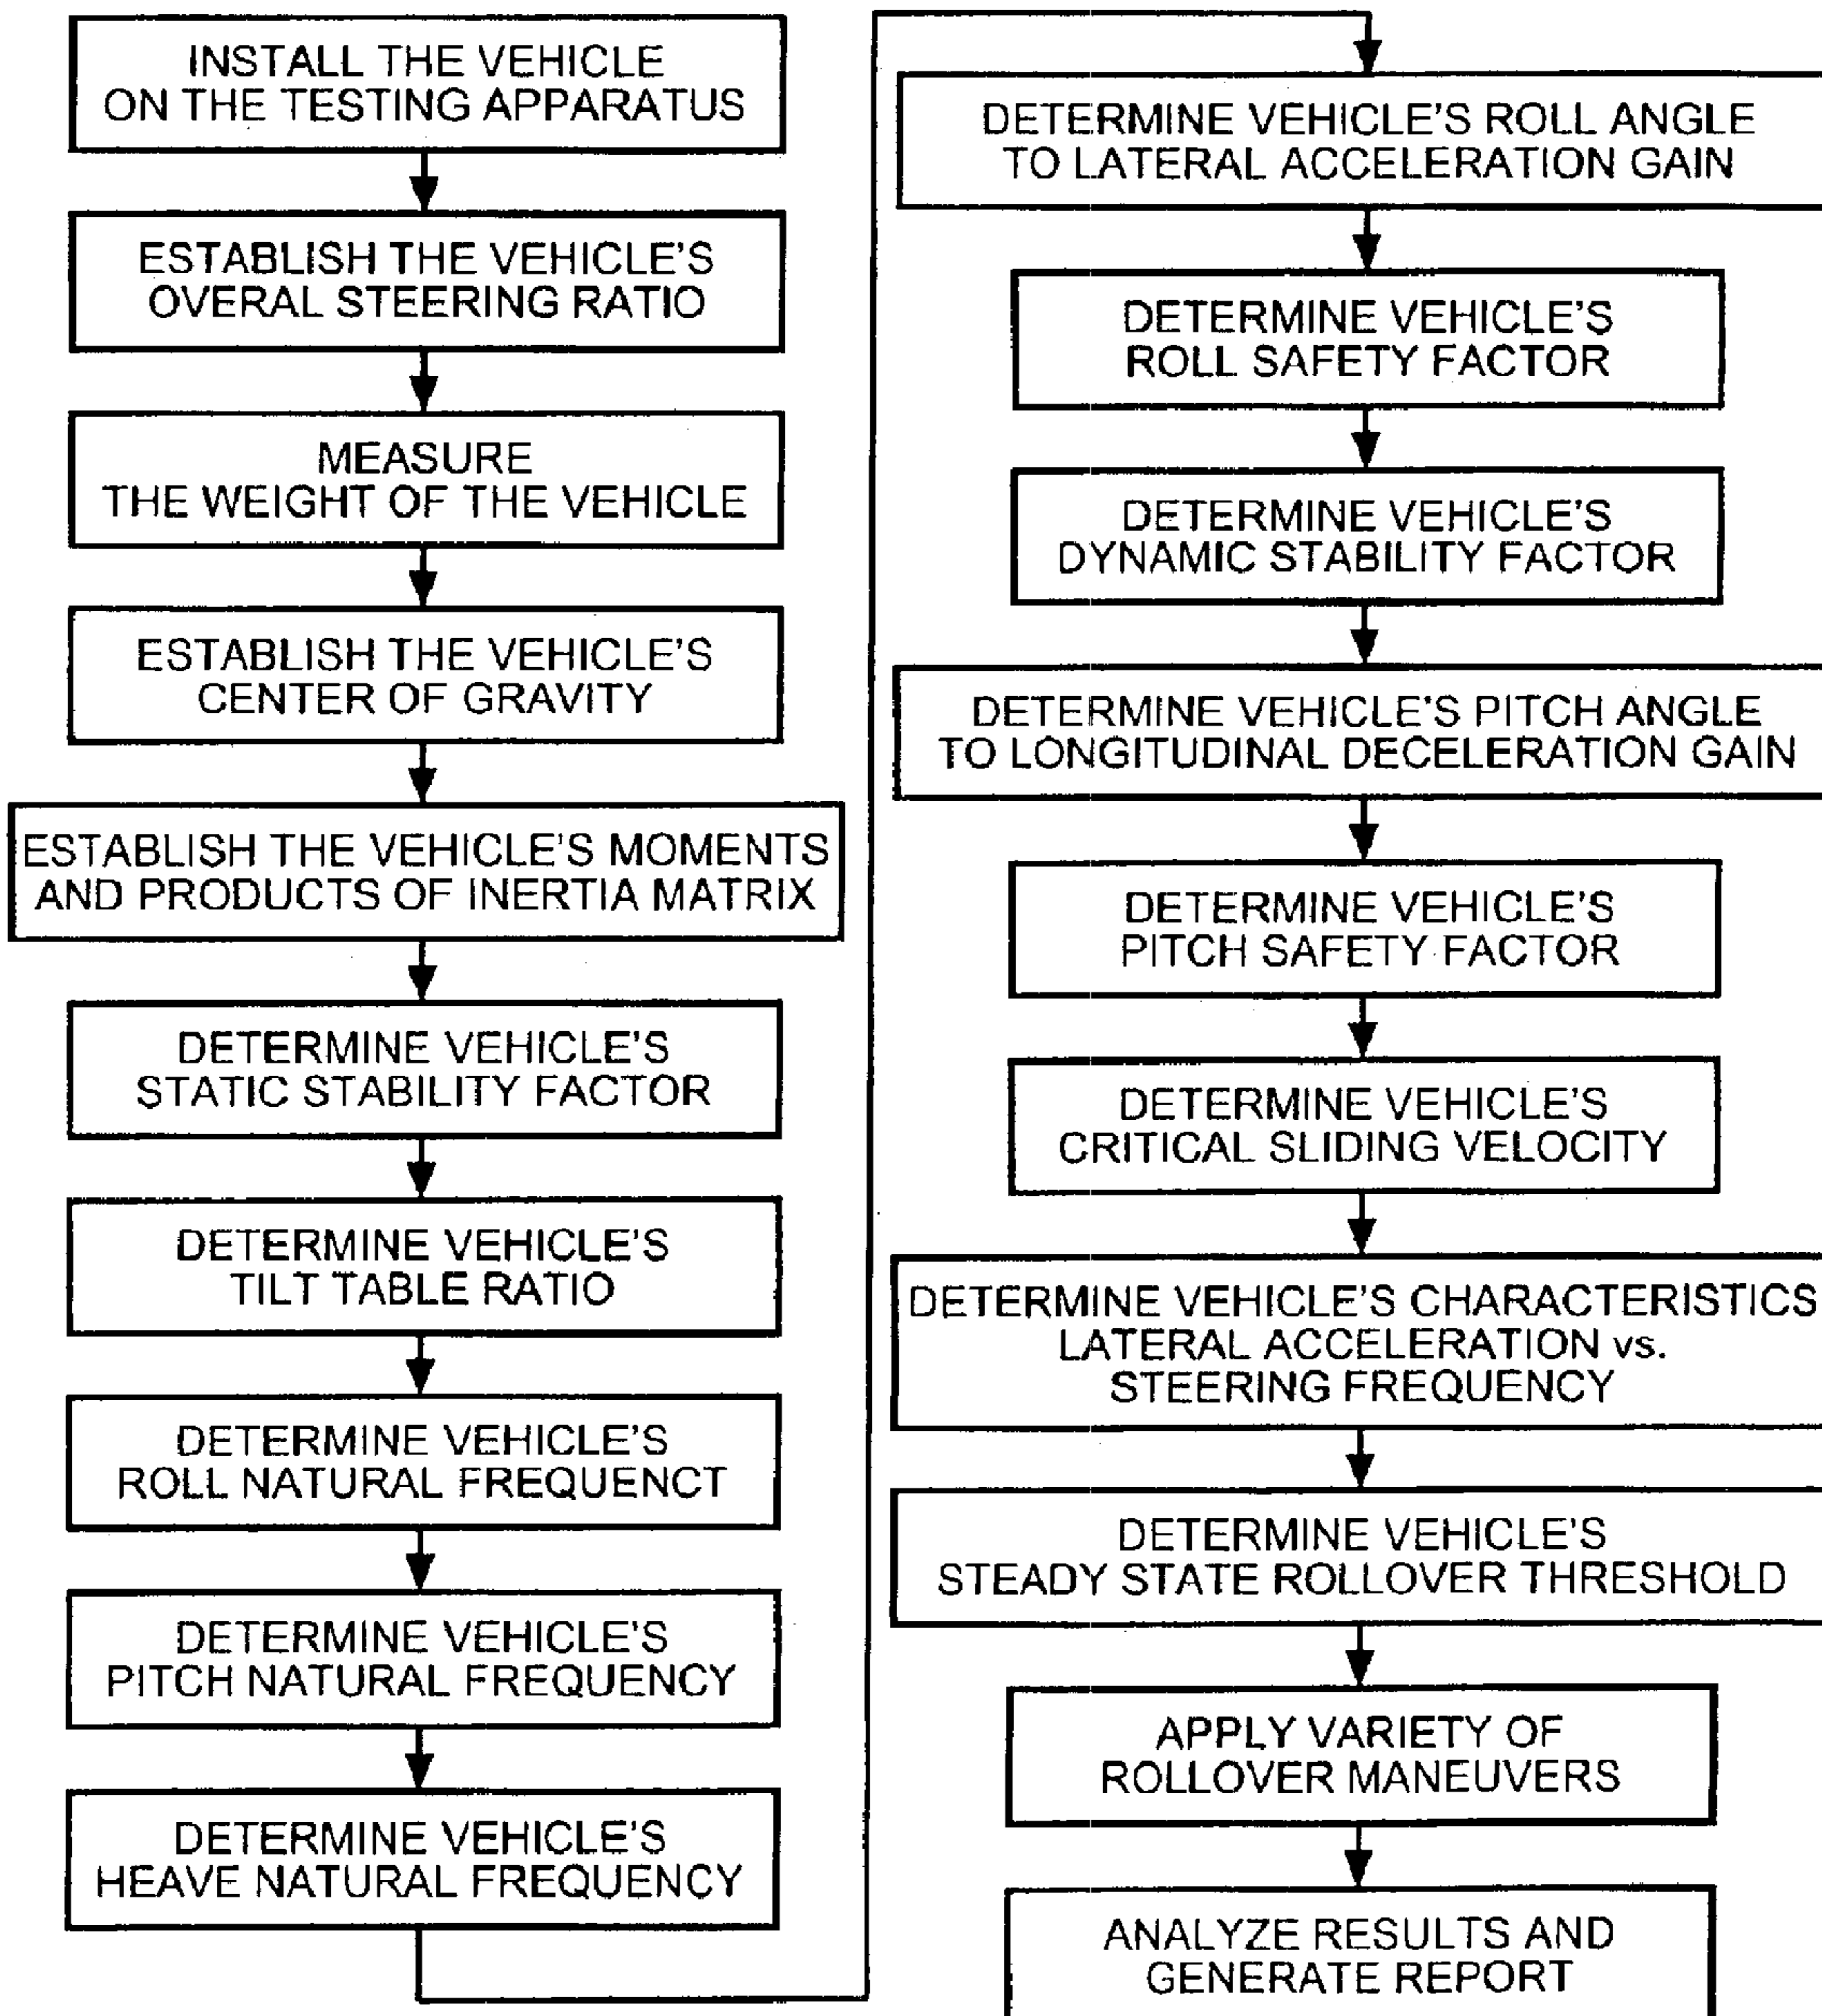 INSTALL THE VEHICLE
ON THE TESTING APPARATUS
ESTABLISH THE VEHICLE'S
OVERAL STEERING RATIO
MEASURE
THE WEIGHT OF THE VEHICLE
ESTABLISH THE VEHICLE'S
CENTER OF GRAVITY
ESTABLISH THE VEHICLE'S MOMENTS
AND PRODUCTS OF INERTIA MATRIX
DETERMINE VEHICLE'S
STATIC STABILITY FACTOR
DETERMINE VEHICLE'S
TILT TABLE RATIO
DETERMINE VEHICLE'S
ROLL NATURAL FREQUENCT
DETERMINE VEHICLE'S
PITCH NATURAL FREQUENCY
DETERMINE VEHICLE'S
HEAVE NATURAL FREQUENCY
DETERMINE VEHICLE'S ROLL ANGLE
TO LATERAL ACCELERATION GAIN
DETERMINE VEHICLE'S
ROLL SAFETY FACTOR
DETERMINE VEHICLE'S
DYNAMIC STABILITY FACTOR
DETERMINE VEHICLE'S PITCH ANGLE
TO LONGITUDINAL DECELERATION GAIN
DETERMINE VEHICLE'S
PITCH SAFETY FACTOR
DETERMINE VEHICLE'S
CRITICAL SLIDING VELOCITY
DETERMINE VEHICLE'S CHARACTERISTICS
LATERAL ACCELERATION vs.
STEERING FREQUENCY
DETERMINE VEHICLE'S
STEADY STATE ROLLOVER THRESHOLD
APPLY VARIETY OF
ROLLOVER MANEUVERS
ANALYZE RESULTS AND
GENERATE REPORT